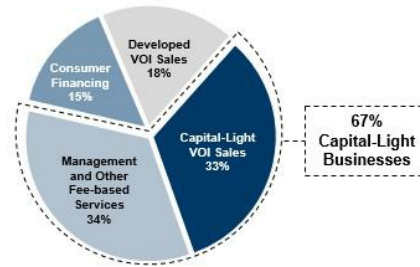 Developed
VOI Sales
18%
Consumer
Financing
15%
Capital-Light
VOI Sales
33%
67%
Capital-Light
Businesses
Management
and Other
Fee-based
Services
34%